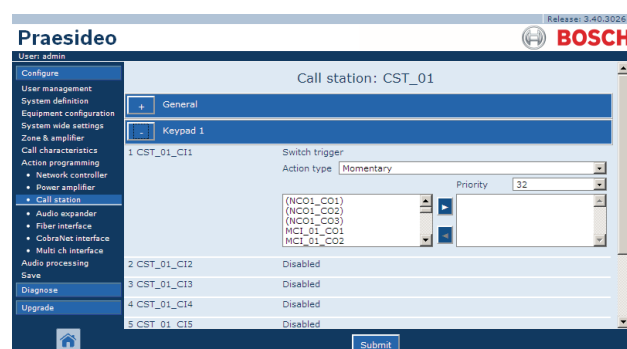 Release: 3.40.3026
Praesideo
BOSCH
User: admin
Configure
User management
System definition
Equipment configuration
System wide settings
Zone & amplifier
Call characteristics
Action programming
• Network controller
• Power amplifier
• Call station
• Audio expander
• Fiber interface
• CobraNet interface
• Multi ch interface
Audio processing
Save
Diagnose
Upgrade
Call station: CST_01
+ General
- Keypad 1
1 CST_01_CI1 Switch trigger
Action type Momentary
Priority 32
(NCO1_CO1)
(NCO1_CO2)
(NCO1_CO3)
MCI_01_CO1
MCI_01_CO2
2 CST_01_CI2 Disabled
3 CST_01_CI3 Disabled
4 CST_01_CI4 Disabled
5 CST_01_CI5 Disabled
Submit